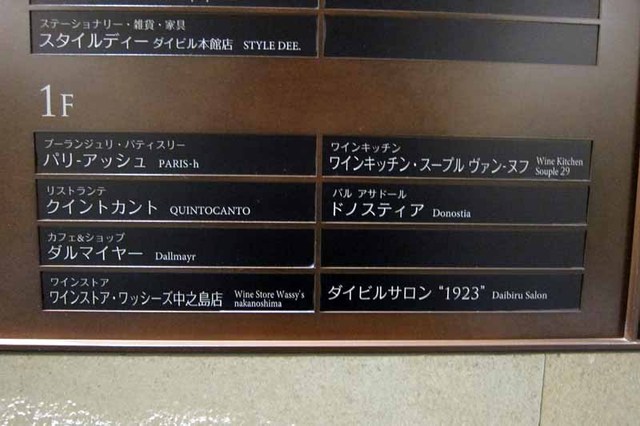 ステーショナリー・雑貨・家具
スタイルディー ダイビル本館店 STYLE DEE.
1F
ブーランジュリ・パティスリー
パリ-アッシュ PARIS-h
リストランテ
クイントカント QUINTOCANTO
カフェ&ショップ
ダルマイヤー Dallmayr
ワインストア
ワインストア・ワッシーズ中之島店 Wine Store Wassy's
nakanoshima
ワインキッチン
ワインキッチン・スープル ヴァン-ヌフ Wine Kitchen
Souple 29
バル アサドール
ドノスティア Donostia
ダイビルサロン "1923" Daibiru Salon